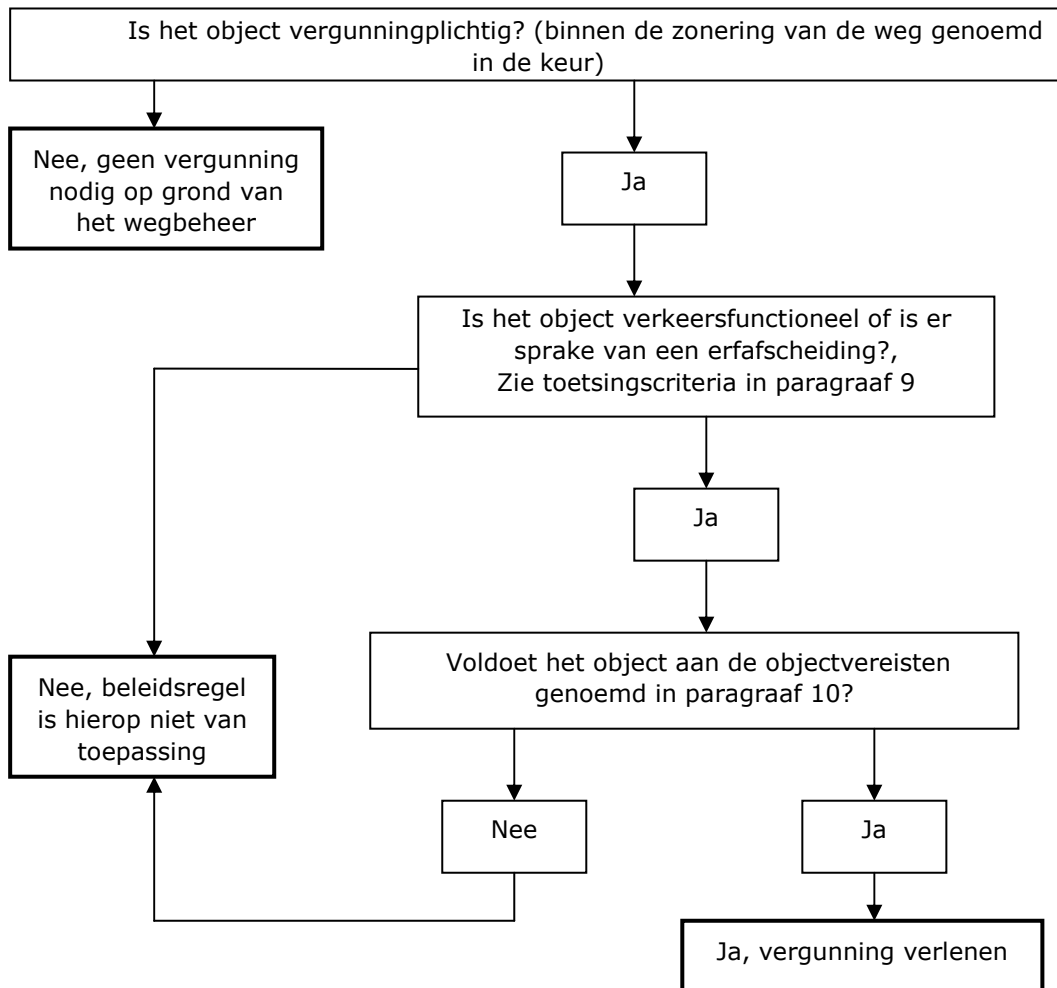 Is het object vergunningplichtig? (binnen de zonering van de weg genoemd
in de keur)
Nee, geen vergunning
nodig op grond van
het wegbeheer
Ja
Is het object verkeersfunctioneel of is er
sprake van een erfafscheiding?,
Zie toetsingscriteria in paragraaf 9
Ja
Nee, beleidsregel
is hierop niet van
toepassing
Voldoet het object aan de objectvereisten
genoemd in paragraaf 10?
Nee
Ja
Ja, vergunning verlenen